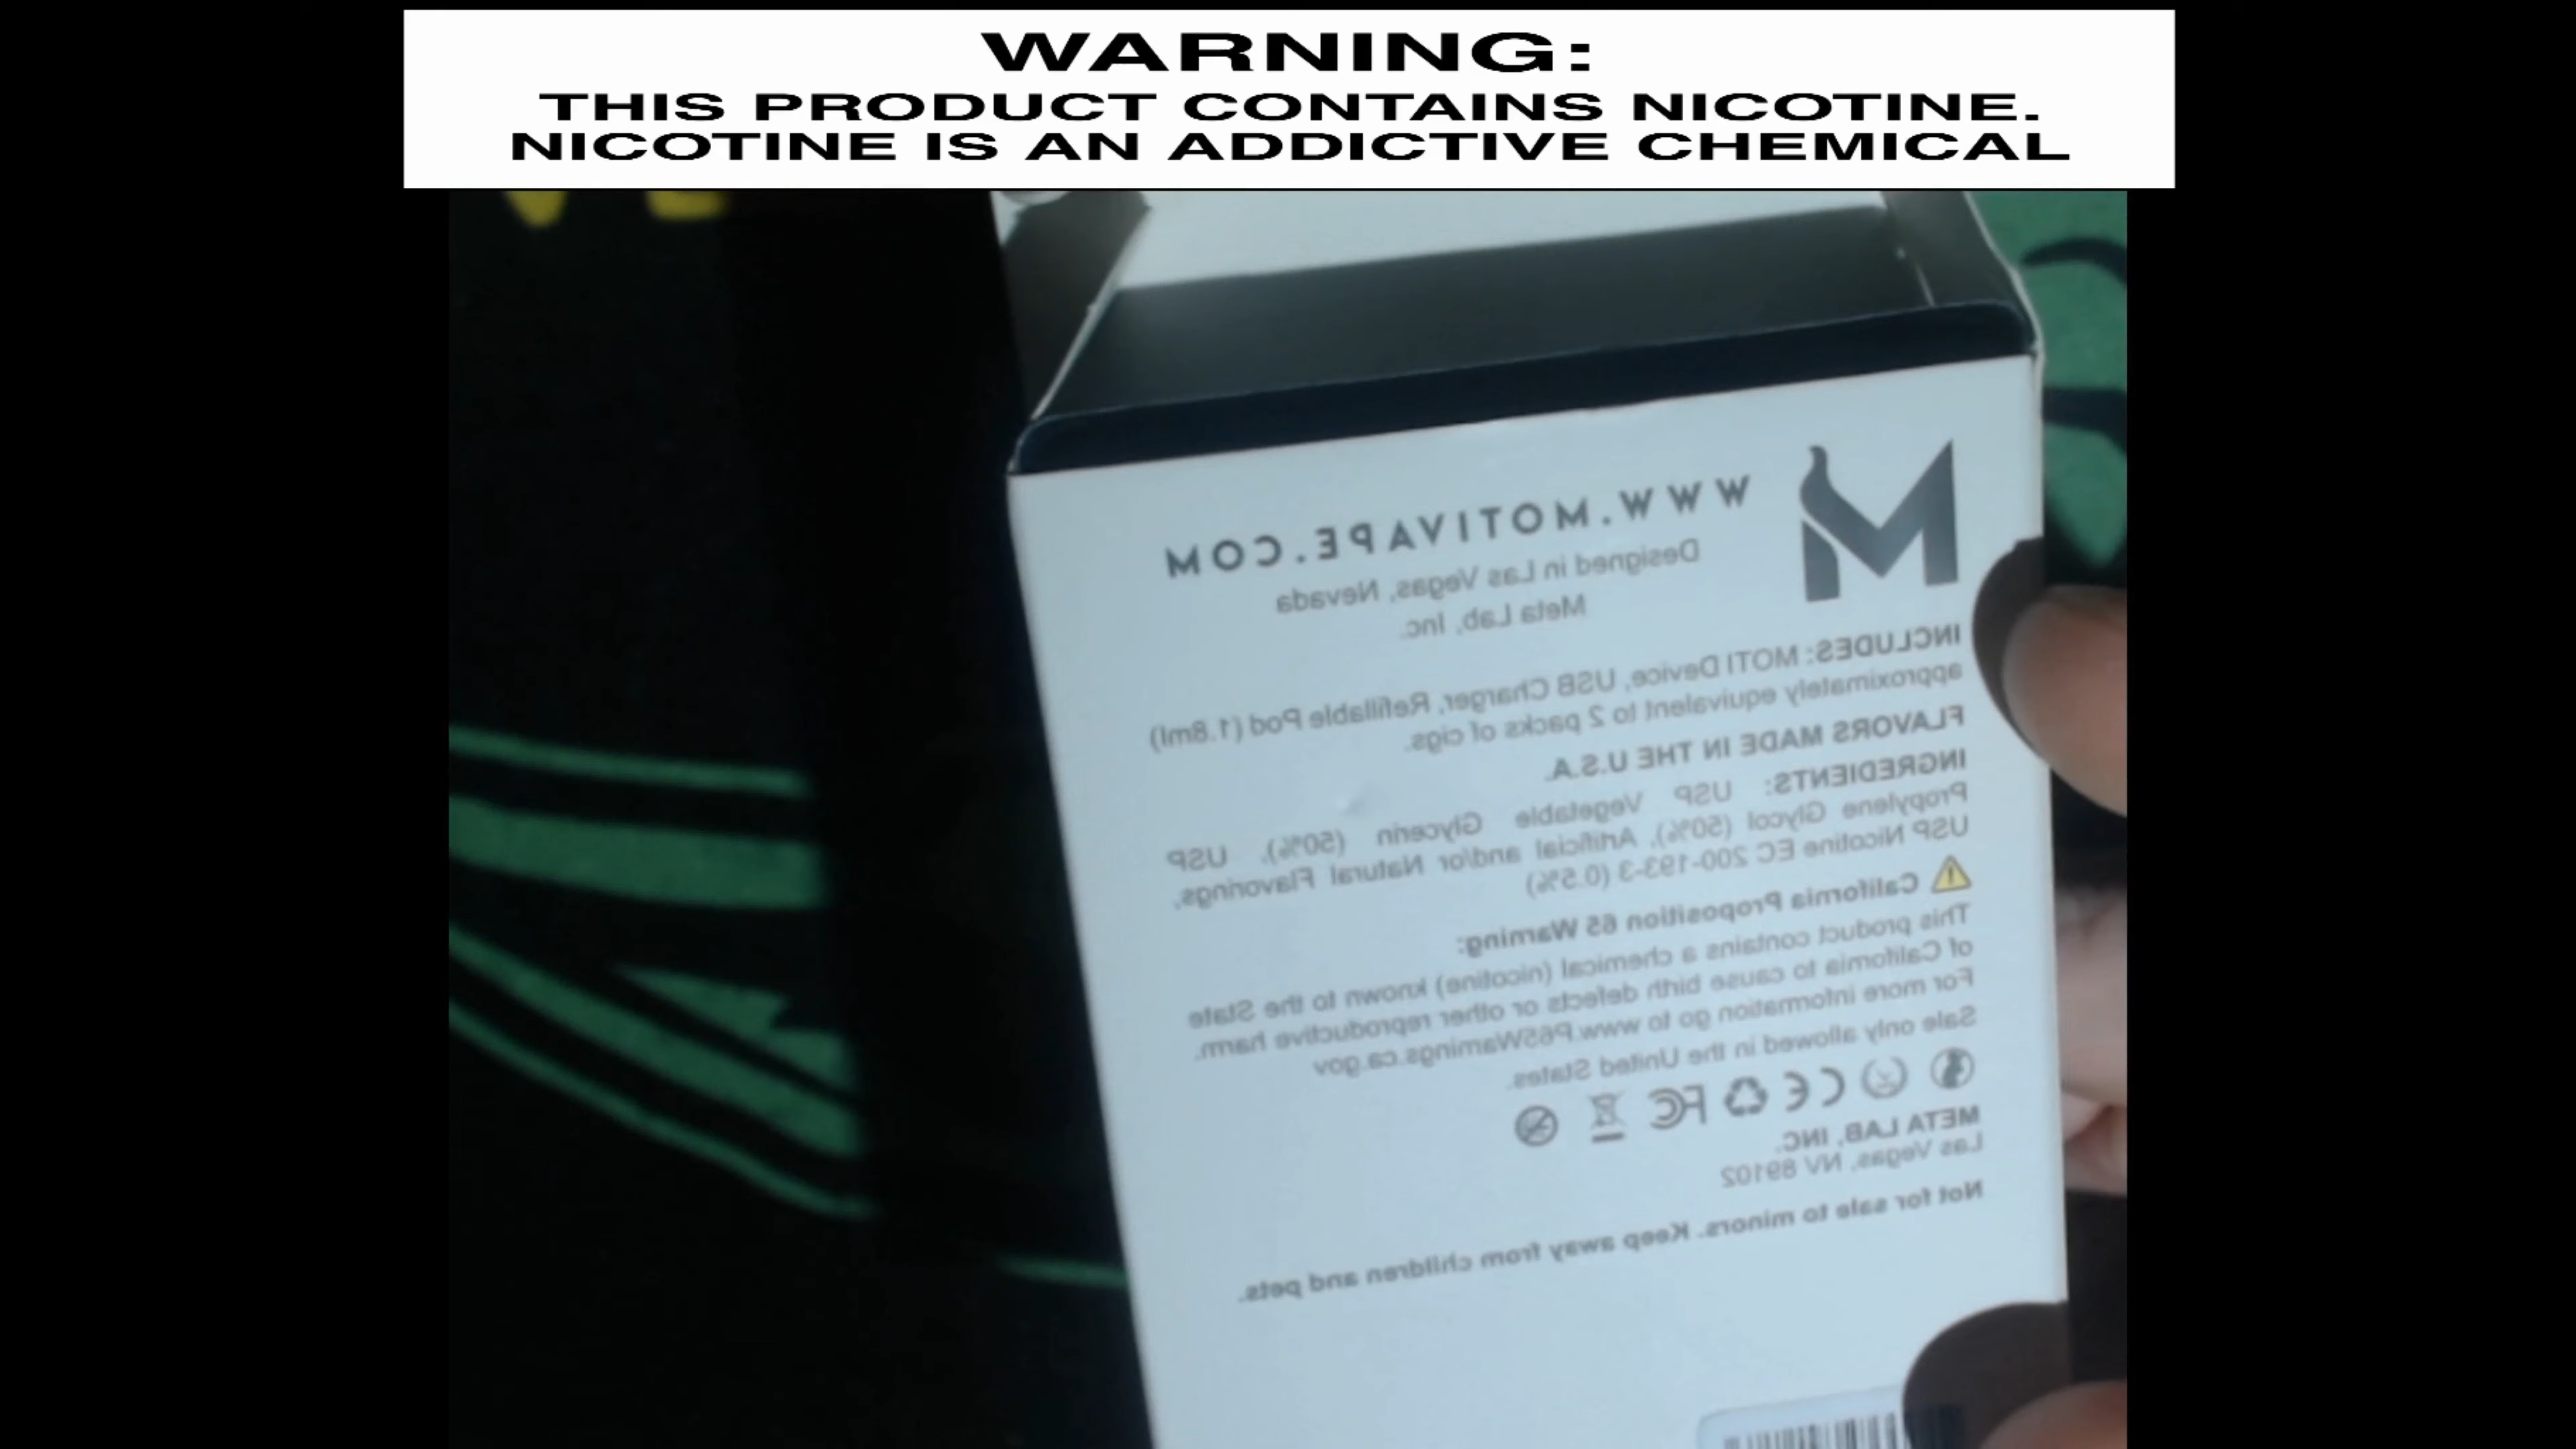 WARNING:
THIS PRODUCT CONTAINS NICOTINE.
NICOTINE IS AN ADDICTIVE CHEMICAL
WWW.MOTIVAPE.COM
Designed in Las Vegas, Nevada
Meta Lab, Inc.
INCLUDES: MOTI Device, USB Charger, Refillable Pod (1.8ml)
approximately equivalent to 2 packs of cigs.
FLAVORS MADE IN THE U.S.A.
INGREDIENTS: USP Vegetable Glycerin (50%), USP
Propylene Glycol (50%), Artificial and/or Natural Flavorings,
USP Nicotine EC 200-193-3 (0.5%)
California Proposition 65 Warning:
This product contains a chemical (nicotine) known to the State
of California to cause birth defects or other reproductive harm.
For more information go to www.P65Warnings.ca.gov
Sale only allowed in the United States.
CE FC
META LAB, INC.
Las Vegas, NV 89102
Not for sale to minors. Keep away from children and pets.